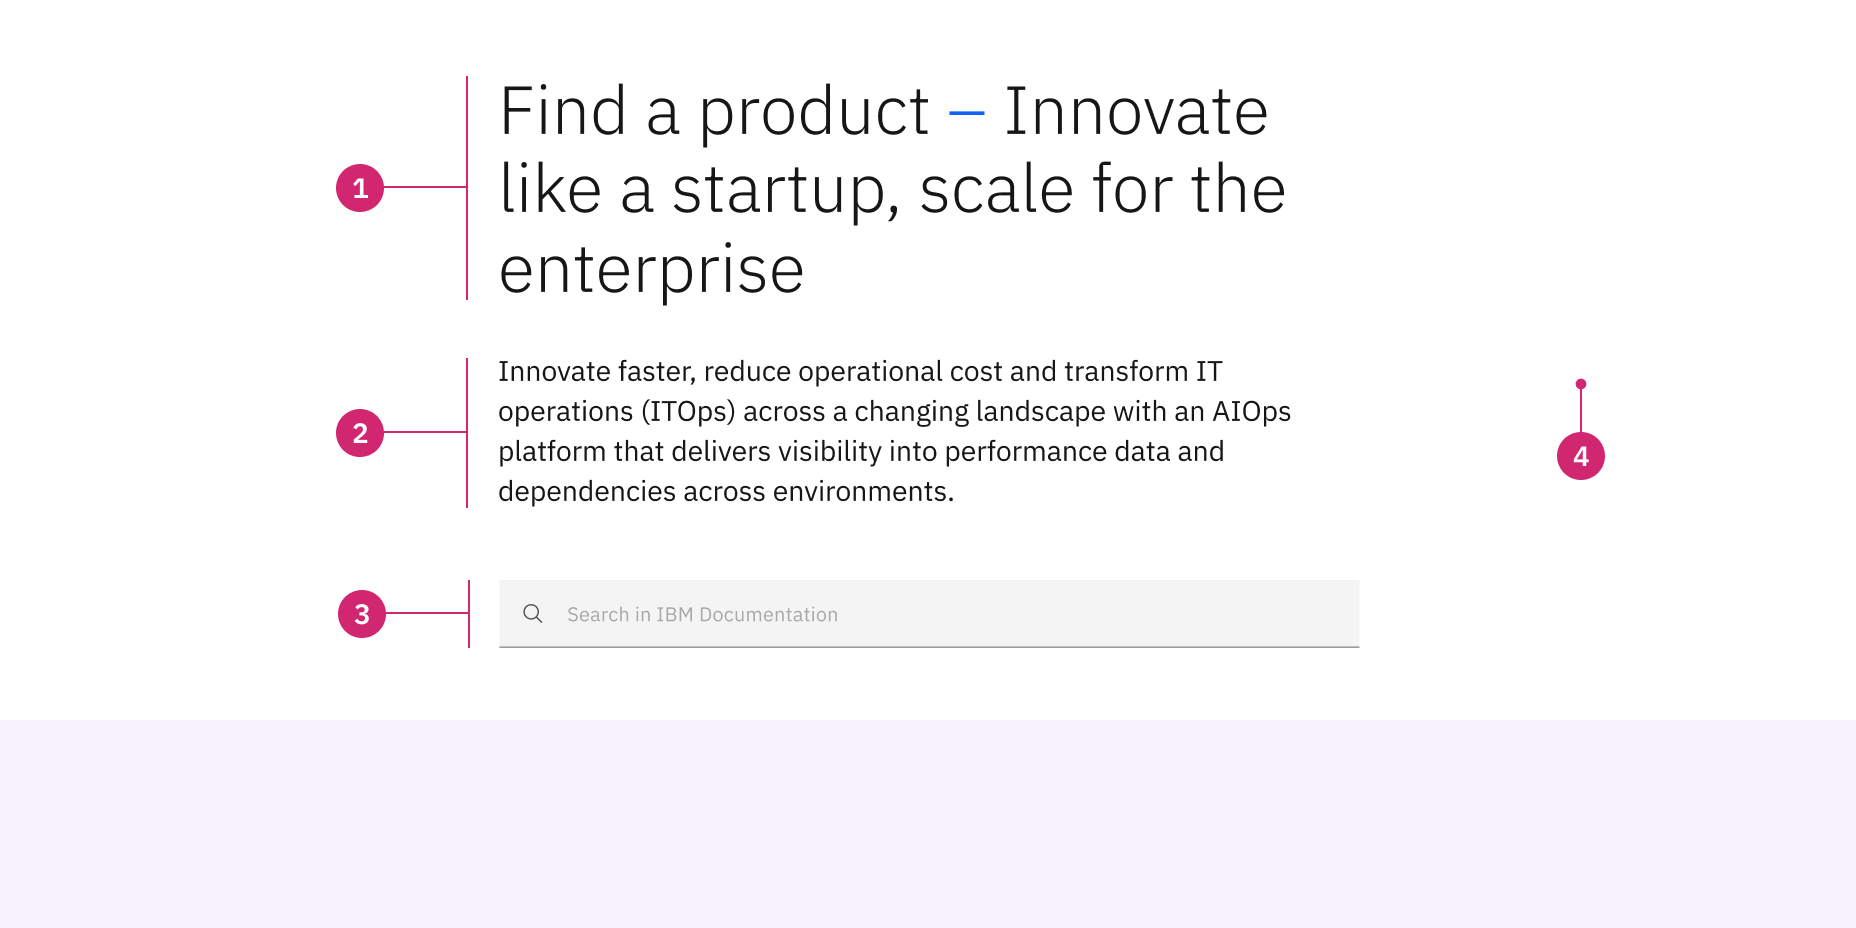 1
Find a product – Innovate
like a startup, scale for the
enterprise
2
Innovate faster, reduce operational cost and transform IT
operations (ITOps) across a changing landscape with an AIOps
platform that delivers visibility into performance data and
dependencies across environments.
4
3
Search in IBM Documentation